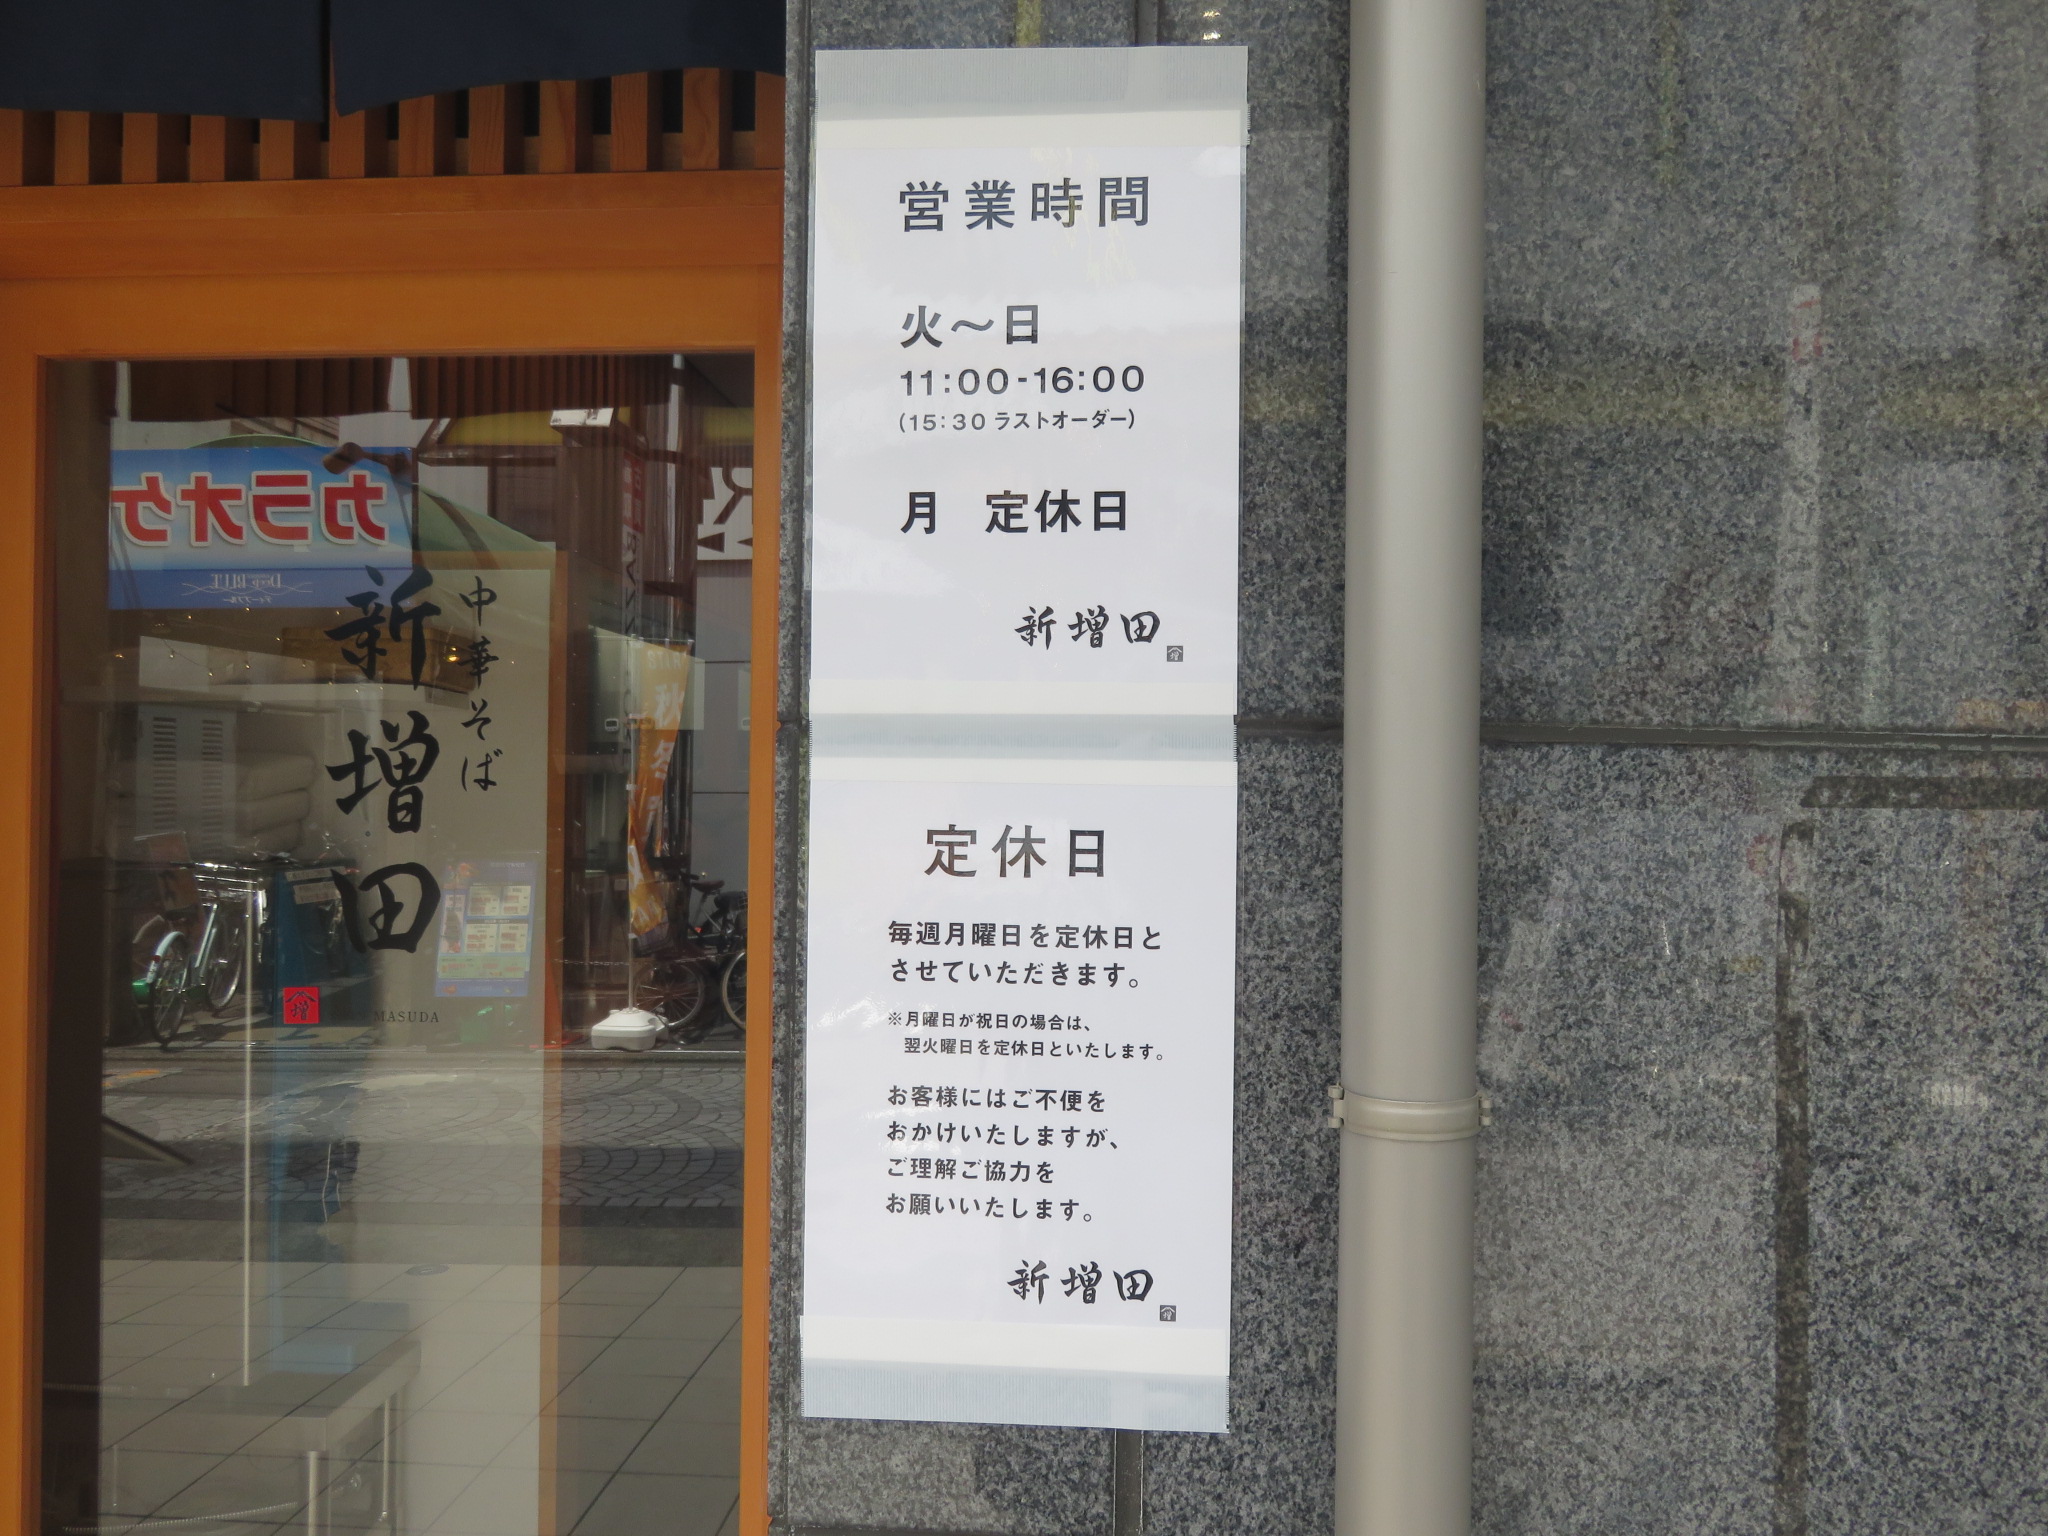 営業時間
火〜日
11:00-16:00
(15:30 ラストオーダー)
月 定休日
新増田
定休日
毎週月曜日を定休日と
させていただきます。
※月曜日が祝日の場合は、
翌火曜日を定休日といたします。
お客様にはご不便を
おかけいたしますが、
ご理解ご協力を
お願いいたします。
新増田
中華そば
新増田
MASUDA
カラオケ